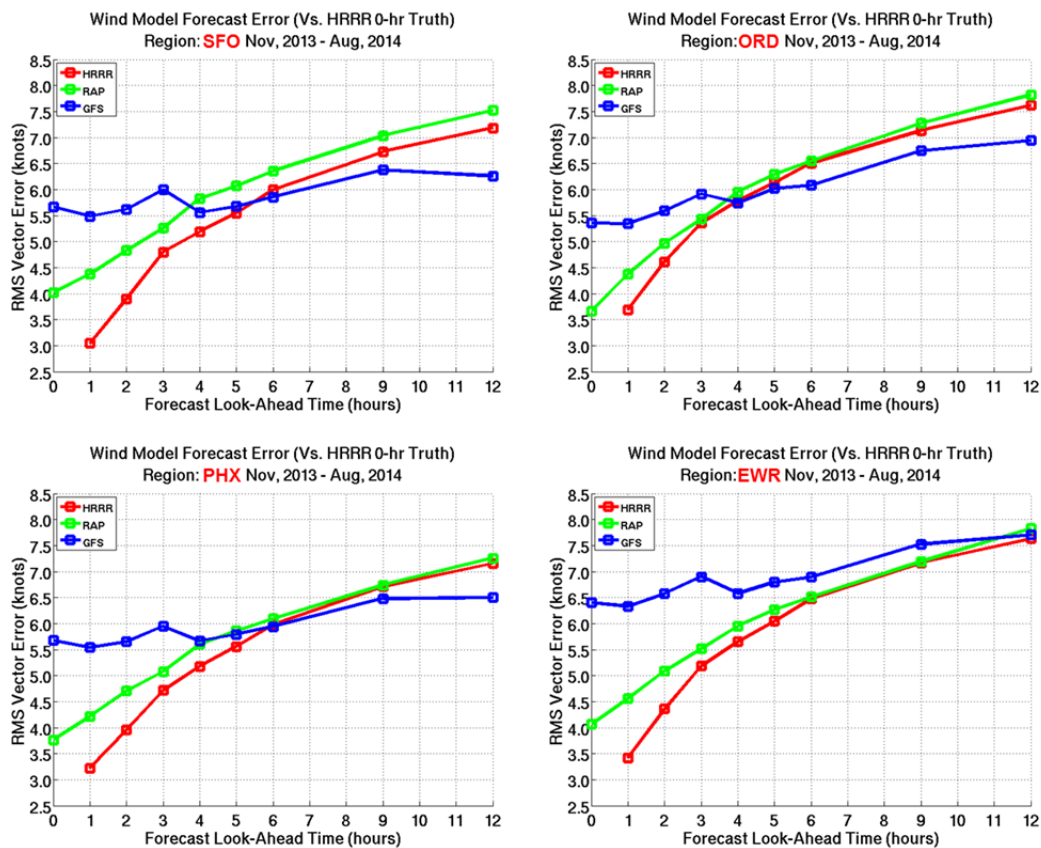 Wind Model Forecast Error (Vs. HRRR 0-hr Truth)
Region: SFO Nov, 2013 - Aug, 2014
HRRR
RAP
GFS
RMS Vector Error (knots)
8.5
8.0
7.5
7.0
6.5
6.0
5.5
5.0
4.5
4.0
3.5
3.0
2.5
0 1 2 3 4 5 6 7 8 9 10 11 12
Forecast Look-Ahead Time (hours)
Wind Model Forecast Error (Vs. HRRR 0-hr Truth)
Region:ORD Nov, 2013 - Aug, 2014
HRRR
RAP
GFS
RMS Vector Error (knots)
8.5
8.0
7.5
7.0
6.5
6.0
5.5
5.0
4.5
4.0
3.5
3.0
2.5
0 1 2 3 4 5 6 7 8 9 10 11 12
Forecast Look-Ahead Time (hours)
Wind Model Forecast Error (Vs. HRRR 0-hr Truth)
Region: PHX Nov, 2013 - Aug, 2014
HRRR
RAP
GFS
RMS Vector Error (knots)
8.5
8.0
7.5
7.0
6.5
6.0
5.5
5.0
4.5
4.0
3.5
3.0
2.5
0 1 2 3 4 5 6 7 8 9 10 11 12
Forecast Look-Ahead Time (hours)
Wind Model Forecast Error (Vs. HRRR 0-hr Truth)
Region:EWR Nov, 2013 - Aug, 2014
HRRR
RAP
GFS
RMS Vector Error (knots)
8.5
8.0
7.5
7.0
6.5
6.0
5.5
5.0
4.5
4.0
3.5
3.0
2.5
0 1 2 3 4 5 6 7 8 9 10 11 12
Forecast Look-Ahead Time (hours)